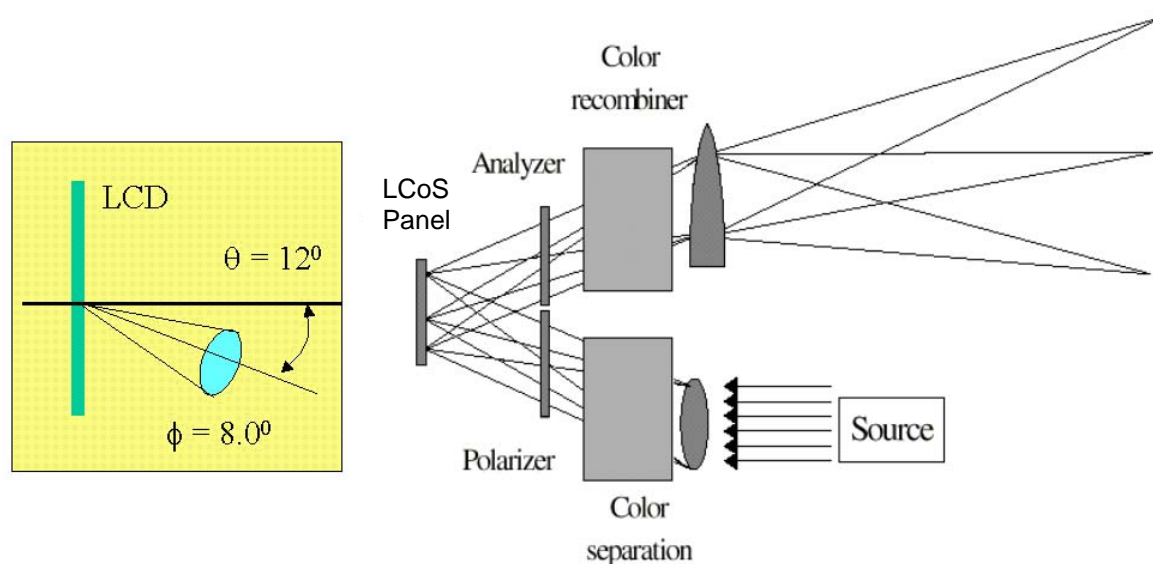 LCD
θ = 12⁰
ϕ = 8.0⁰
LCoS
Panel
Analyzer
Color
recombiner
Polarizer
Color
separation
Source